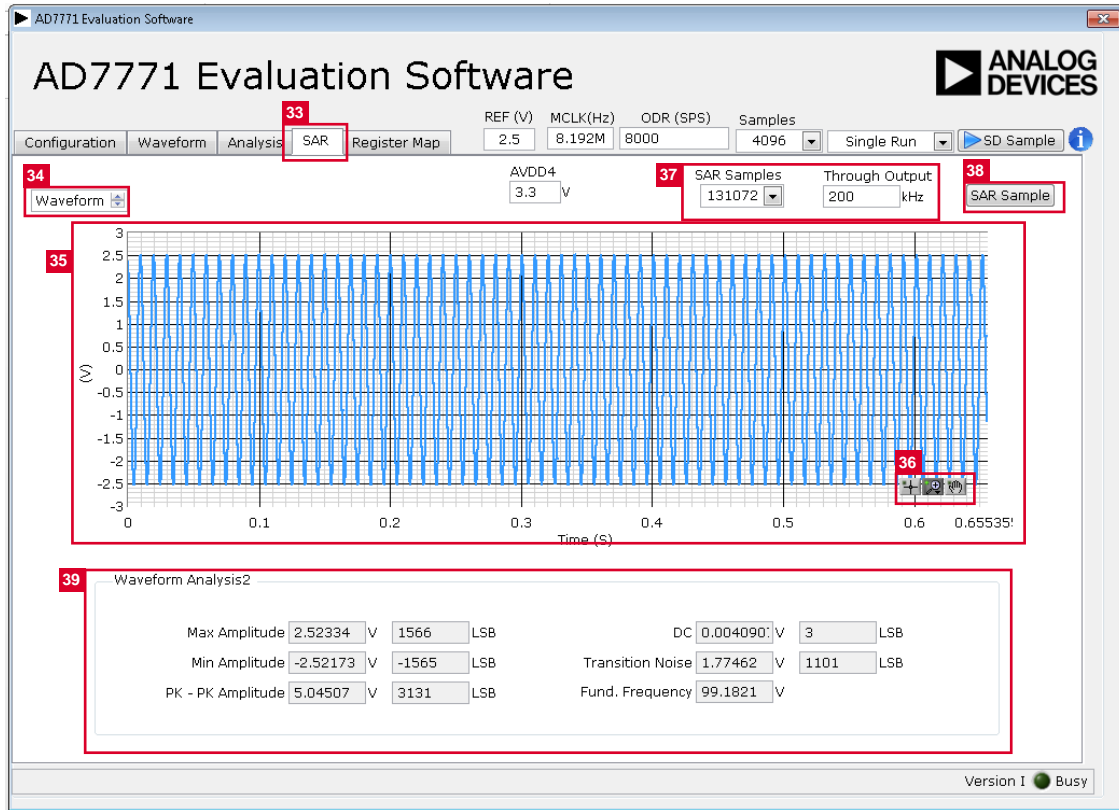 AD7771 Evaluation Software
AD7771 Evaluation Software
ANALOG
DEVICES
33
REF (V) MCLK(Hz) ODR (SPS) Samples
Configuration Waveform Analysis SAR Register Map 2.5 8.192M 8000 4096 Single Run SD Sample i
34
AVDD4
37
SAR Samples Through Output
38
Waveform 3.3 V 131072 200 kHz SAR Sample
35
3
2.5
2
1.5
1
0.5
0
-0.5
-1
-1.5
-2
-2.5
-3
(V)
36
0 0.1 0.2 0.3 0.4 0.5 0.6
Time (S)
39
Waveform Analysis2
Max Amplitude 2.52334 V 1566 LSB DC V 3 LSB
Min Amplitude -2.52173 V -1565 LSB Transition Noise 1.77462 V 1101 LSB
PK - PK Amplitude 5.04507 V 3131 LSB Fund. Frequency 99.1821 V
Version I Busy